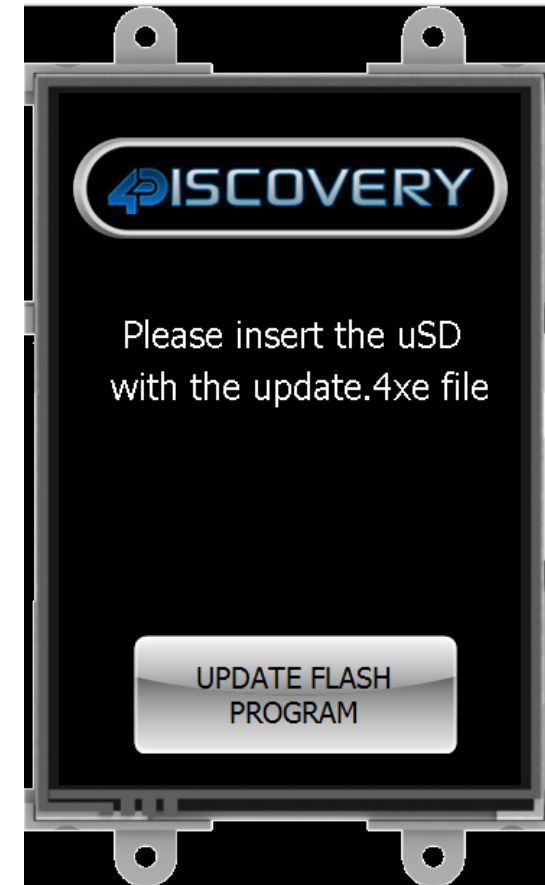 4DISCOVERY
Please insert the uSD
with the update.4xe file
UPDATE FLASH
PROGRAM